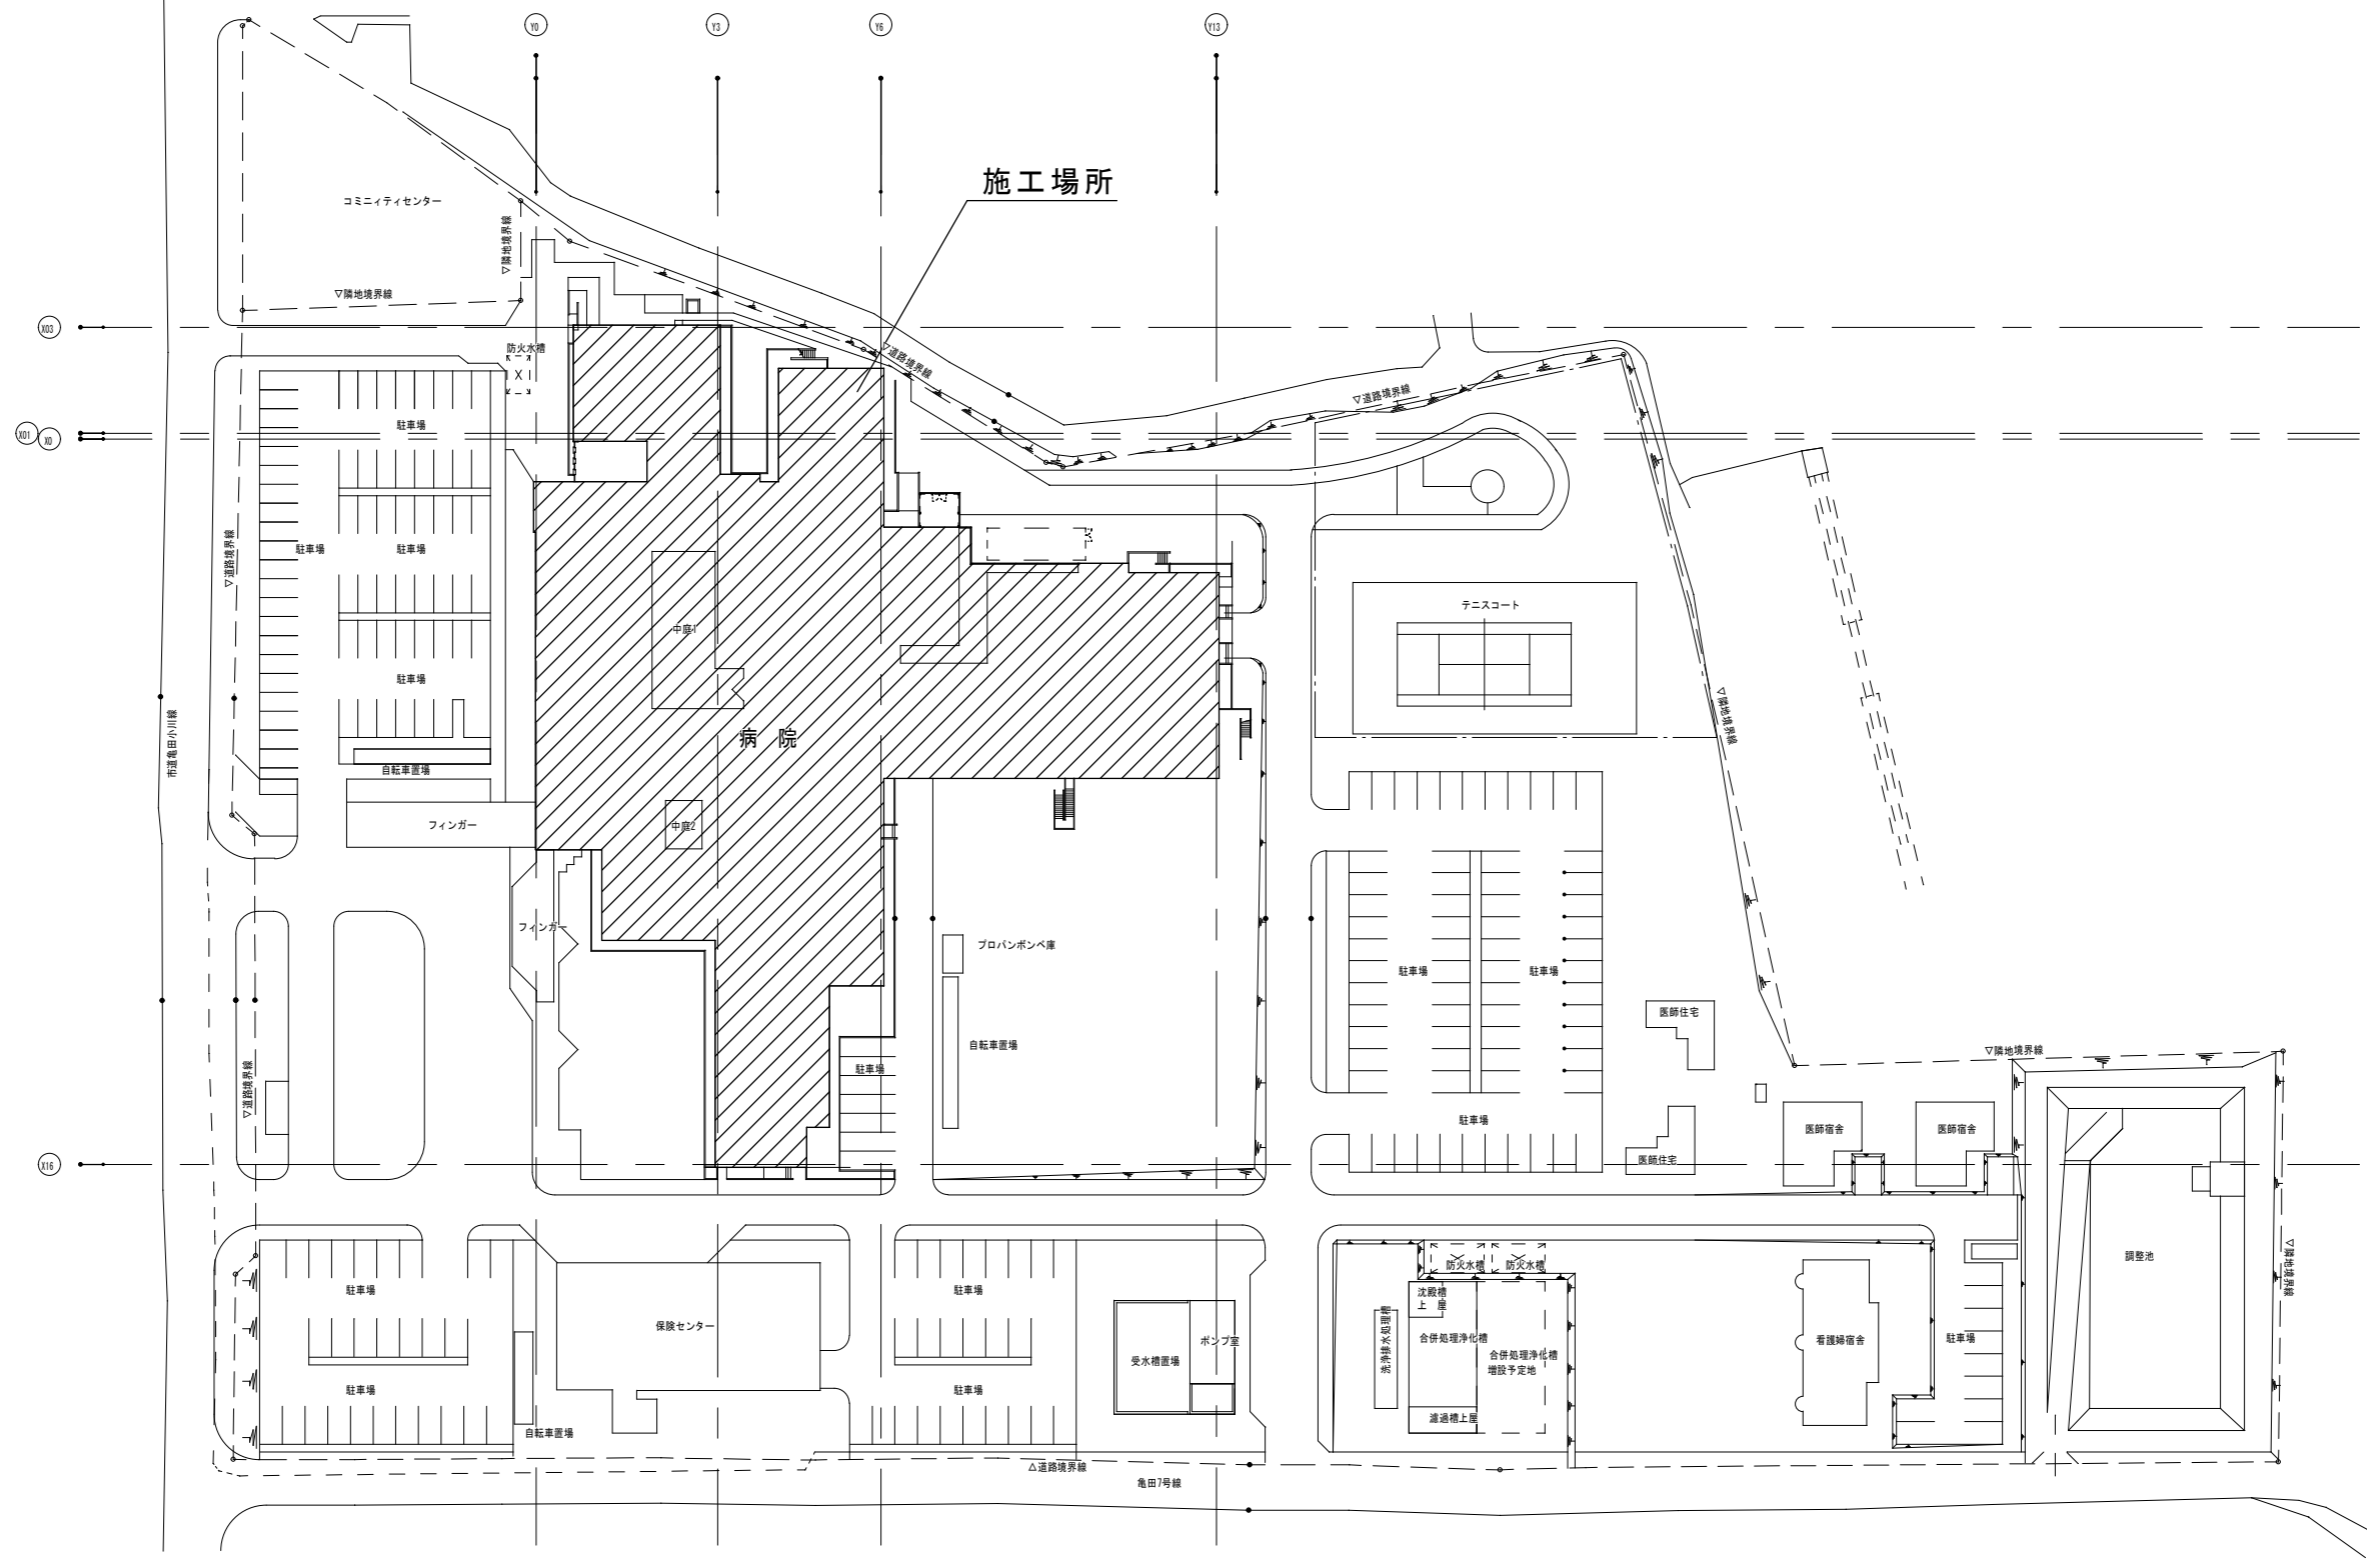 Y0
Y3
Y6
Y13
施工場所
コミニィティセンター
▽隣地境界線
▽隣地境界線
X03
防火水槽
▽道路境界線
▽道路境界線
駐車場
X01
X0
▽道路境界線
駐車場
駐車場
テニスコート
中庭1
駐車場
▽隣地境界線
市道亀田小川線
病 院
自転車置場
フィンガー
中庭2
フィンガー
プロパンボンベ庫
駐車場
駐車場
医師住宅
自転車置場
▽隣地境界線
駐車場
▽道路境界線
駐車場
医師宿舎
医師宿舎
医師住宅
X16
調整池
▽隣地境界線
防火水槽
防火水槽
駐車場
駐車場
沈殿槽
上 屋
保険センター
洗浄排水処理槽
合併処理浄化槽
ポンプ室
看護婦宿舎
駐車場
受水槽置場
合併処理浄化槽
増設予定地
駐車場
駐車場
濾過槽上屋
自転車置場
△道路境界線
亀田7号線